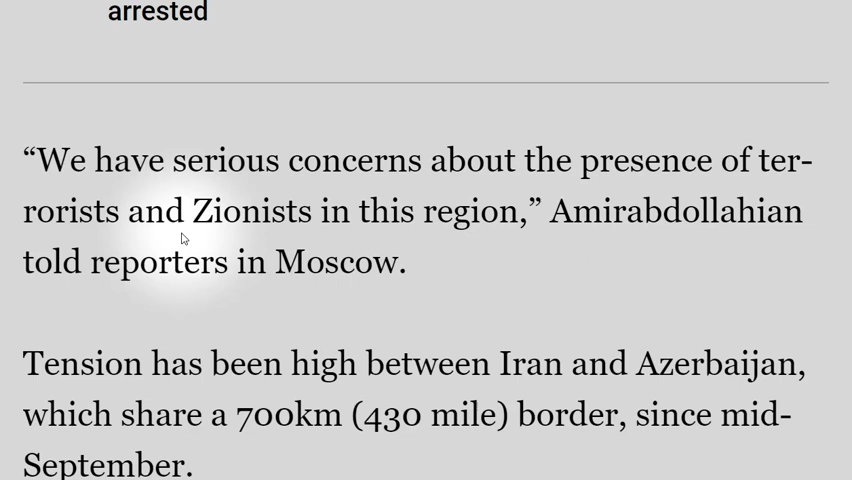 arrested
“We have serious concerns about the presence of ter-
rorists and Zionists in this region,” Amirabdollahian
told reporters in Moscow.
Tension has been high between Iran and Azerbaijan,
which share a 700km (430 mile) border, since mid-
September.